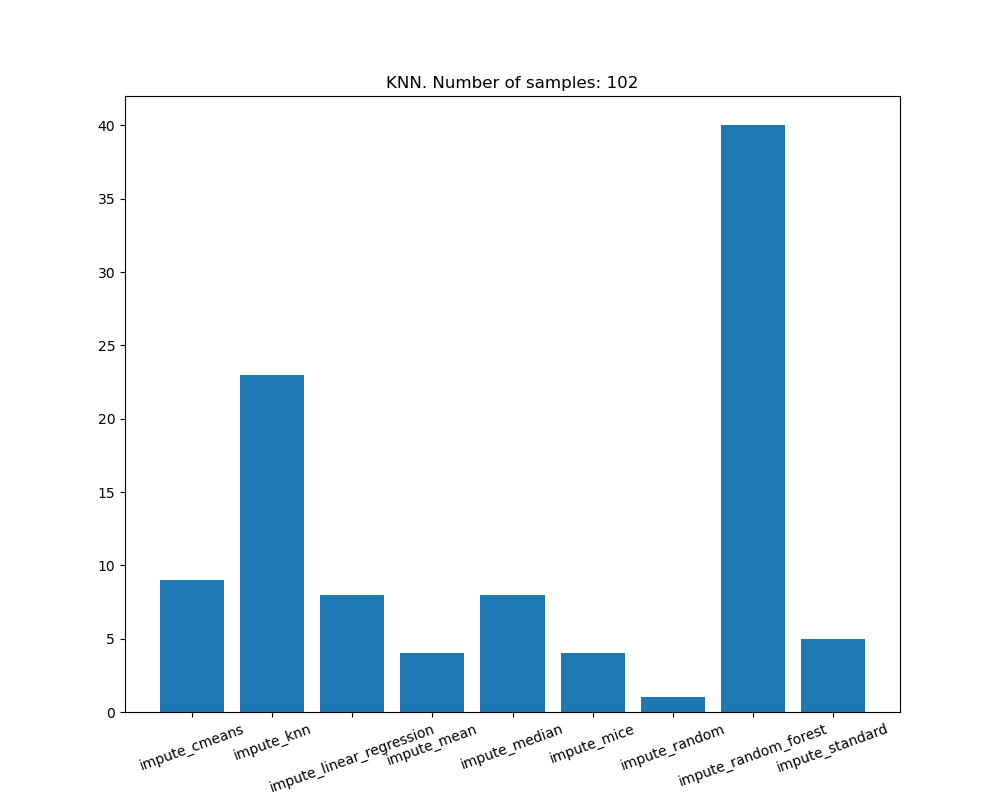 KNN. Number of samples: 102
40
35
30
25
20
15
10
5
0
impute_cmeans
impute_knn
impute_linear_regression
impute_mean
impute_median
impute_mice
impute_random
impute_random_forest
impute_standard